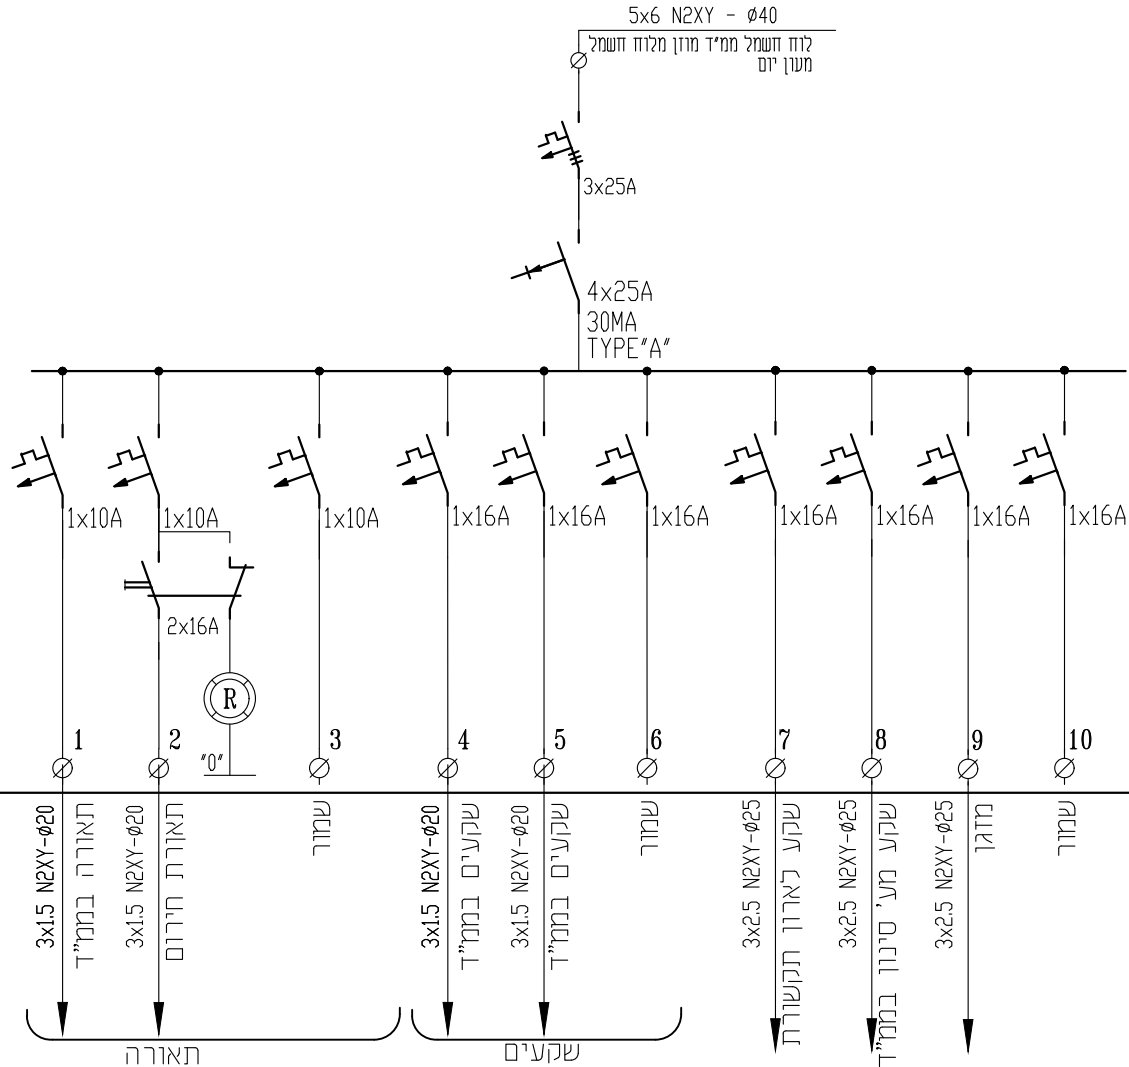 5x6 N2XY - ø40
לוח חשמל ממ"ד מוזן מלוח חשמל
מעון יום
3x25A
4x25A
30MA
TYPE"A"
1x10A
1x10A
1x10A
1x16A
1x16A
1x16A
1x16A
1x16A
1x16A
1x16A
2x16A
R
"0"
1
2
3
4
5
6
7
8
9
10
3x1.5 N2XY-ø20
תאורה בממ"ד
3x1.5 N2XY-ø20
תאורת חירום
שמור
3x1.5 N2XY-ø20
שקעים בממ"ד
3x1.5 N2XY-ø20
שקעים בממ"ד
שמור
3x2.5 N2XY-ø25
שקע לארון תקשורת
3x2.5 N2XY-ø25
שקע מע' סינון בממ"ד
3x2.5 N2XY-ø25
מזגן
שמור
תאורה
שקעים